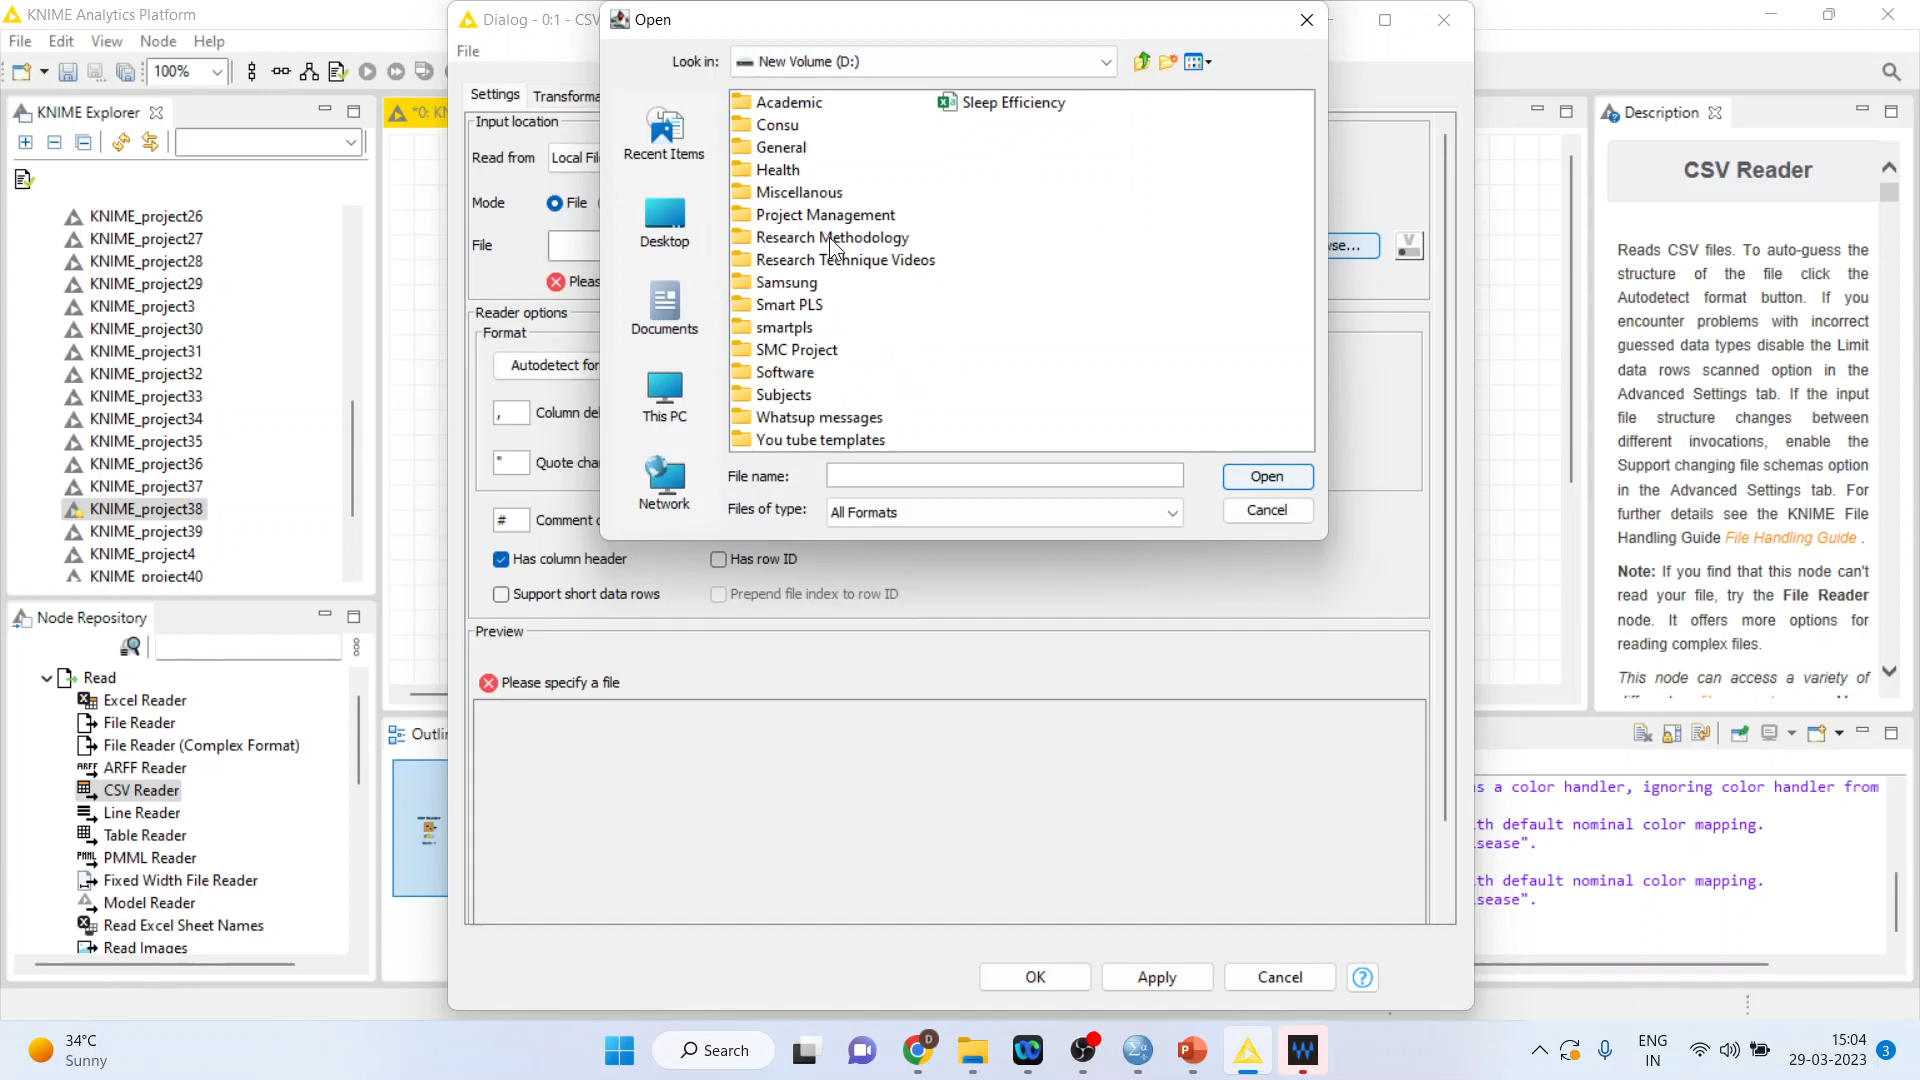 KNIME Analytics Platform
File Edit View Node Help
100%
KNIME Explorer
KNIME_project26
KNIME_project27
KNIME_project28
KNIME_project29
KNIME_project3
KNIME_project30
KNIME_project31
KNIME_project32
KNIME_project33
KNIME_project34
KNIME_project35
KNIME_project36
KNIME_project37
KNIME_project38
KNIME_project39
KNIME_project4
KNIME_project40
Node Repository
Read
Excel Reader
File Reader
File Reader (Complex Format)
ARFF Reader
CSV Reader
Line Reader
Table Reader
PMML Reader
Fixed Width File Reader
Model Reader
Read Excel Sheet Names
Read Images
Dialog - 0:1 - CSV
File
Settings
Input location
Read from
Mode File
File
Reader options
Format
Column
Quote
# Comment
Has column header Has row ID
Support short data rows Prepend file index to row ID
Preview
Please specify a file
OK Apply Cancel
Open
Look in: New Volume (D:)
Recent Items
Desktop
Documents
This PC
Network
Academic
Consu
General
Health
Miscellanous
Project Management
Research Methodology
Research Technique Videos
Samsung
Smart PLS
smartpls
SMC Project
Software
Subjects
Whatsup messages
You tube templates
Sleep Efficiency
File name: Open
Files of type: All Formats Cancel
Description
CSV Reader
Reads CSV files. To auto-guess the
structure of the file click the
Autodetect format button. If you
encounter problems with incorrect
guessed data types disable the Limit
data rows scanned option in the
Advanced Settings tab. If the input
file structure changes between
different invocations, enable the
Support changing file schemas option
in the Advanced Settings tab. For
further details see the KNIME File
Handling Guide File Handling Guide .
Note: If you find that this node can't
read your file, try the File Reader
node. It offers more options for
reading complex files.
This node can access a variety of
s a color handler, ignoring color handler from
th default nominal color mapping.
sease".
th default nominal color mapping.
sease".
34°C
Sunny
Search
ENG
IN
15:04
29-03-2023
3